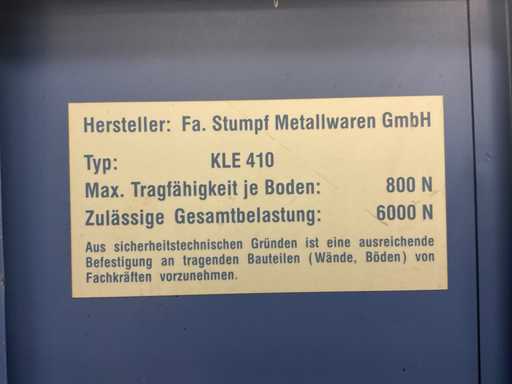 Hersteller: Fa. Stumpf Metallwaren GmbH
Typ: KLE 410
Max. Tragfähigkeit je Boden: 800 N
Zulässige Gesamtbelastung: 6000 N
Aus sicherheitstechnischen Gründen ist eine ausreichende
Befestigung an tragenden Bauteilen (Wände, Böden) von
Fachkräften vorzunehmen.